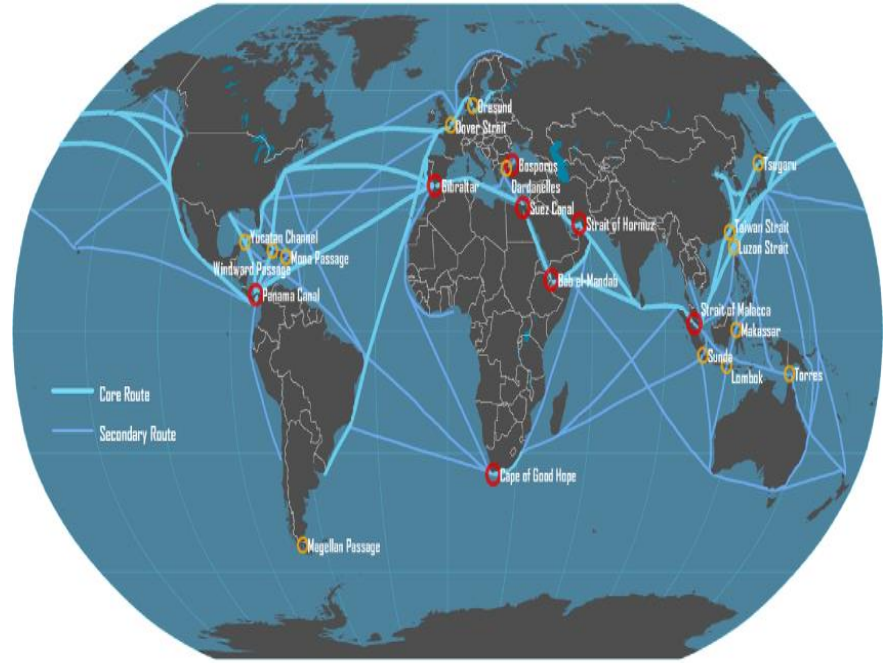 Oresund
Dover Strait
Bosporus
Tsugaru
Gibraltar
Dardanelles
Suez Canal
Strait of Hormuz
Taiwan Strait
Yucatan Channel
Luzon Strait
Mona Passage
Windward Passage
Bab el-Mandab
Panama Canal
Strait of Malacca
Makassar
Sunda
Lombok
Torres
Core Route
Secondary Route
Cape of Good Hope
Magellan Passage